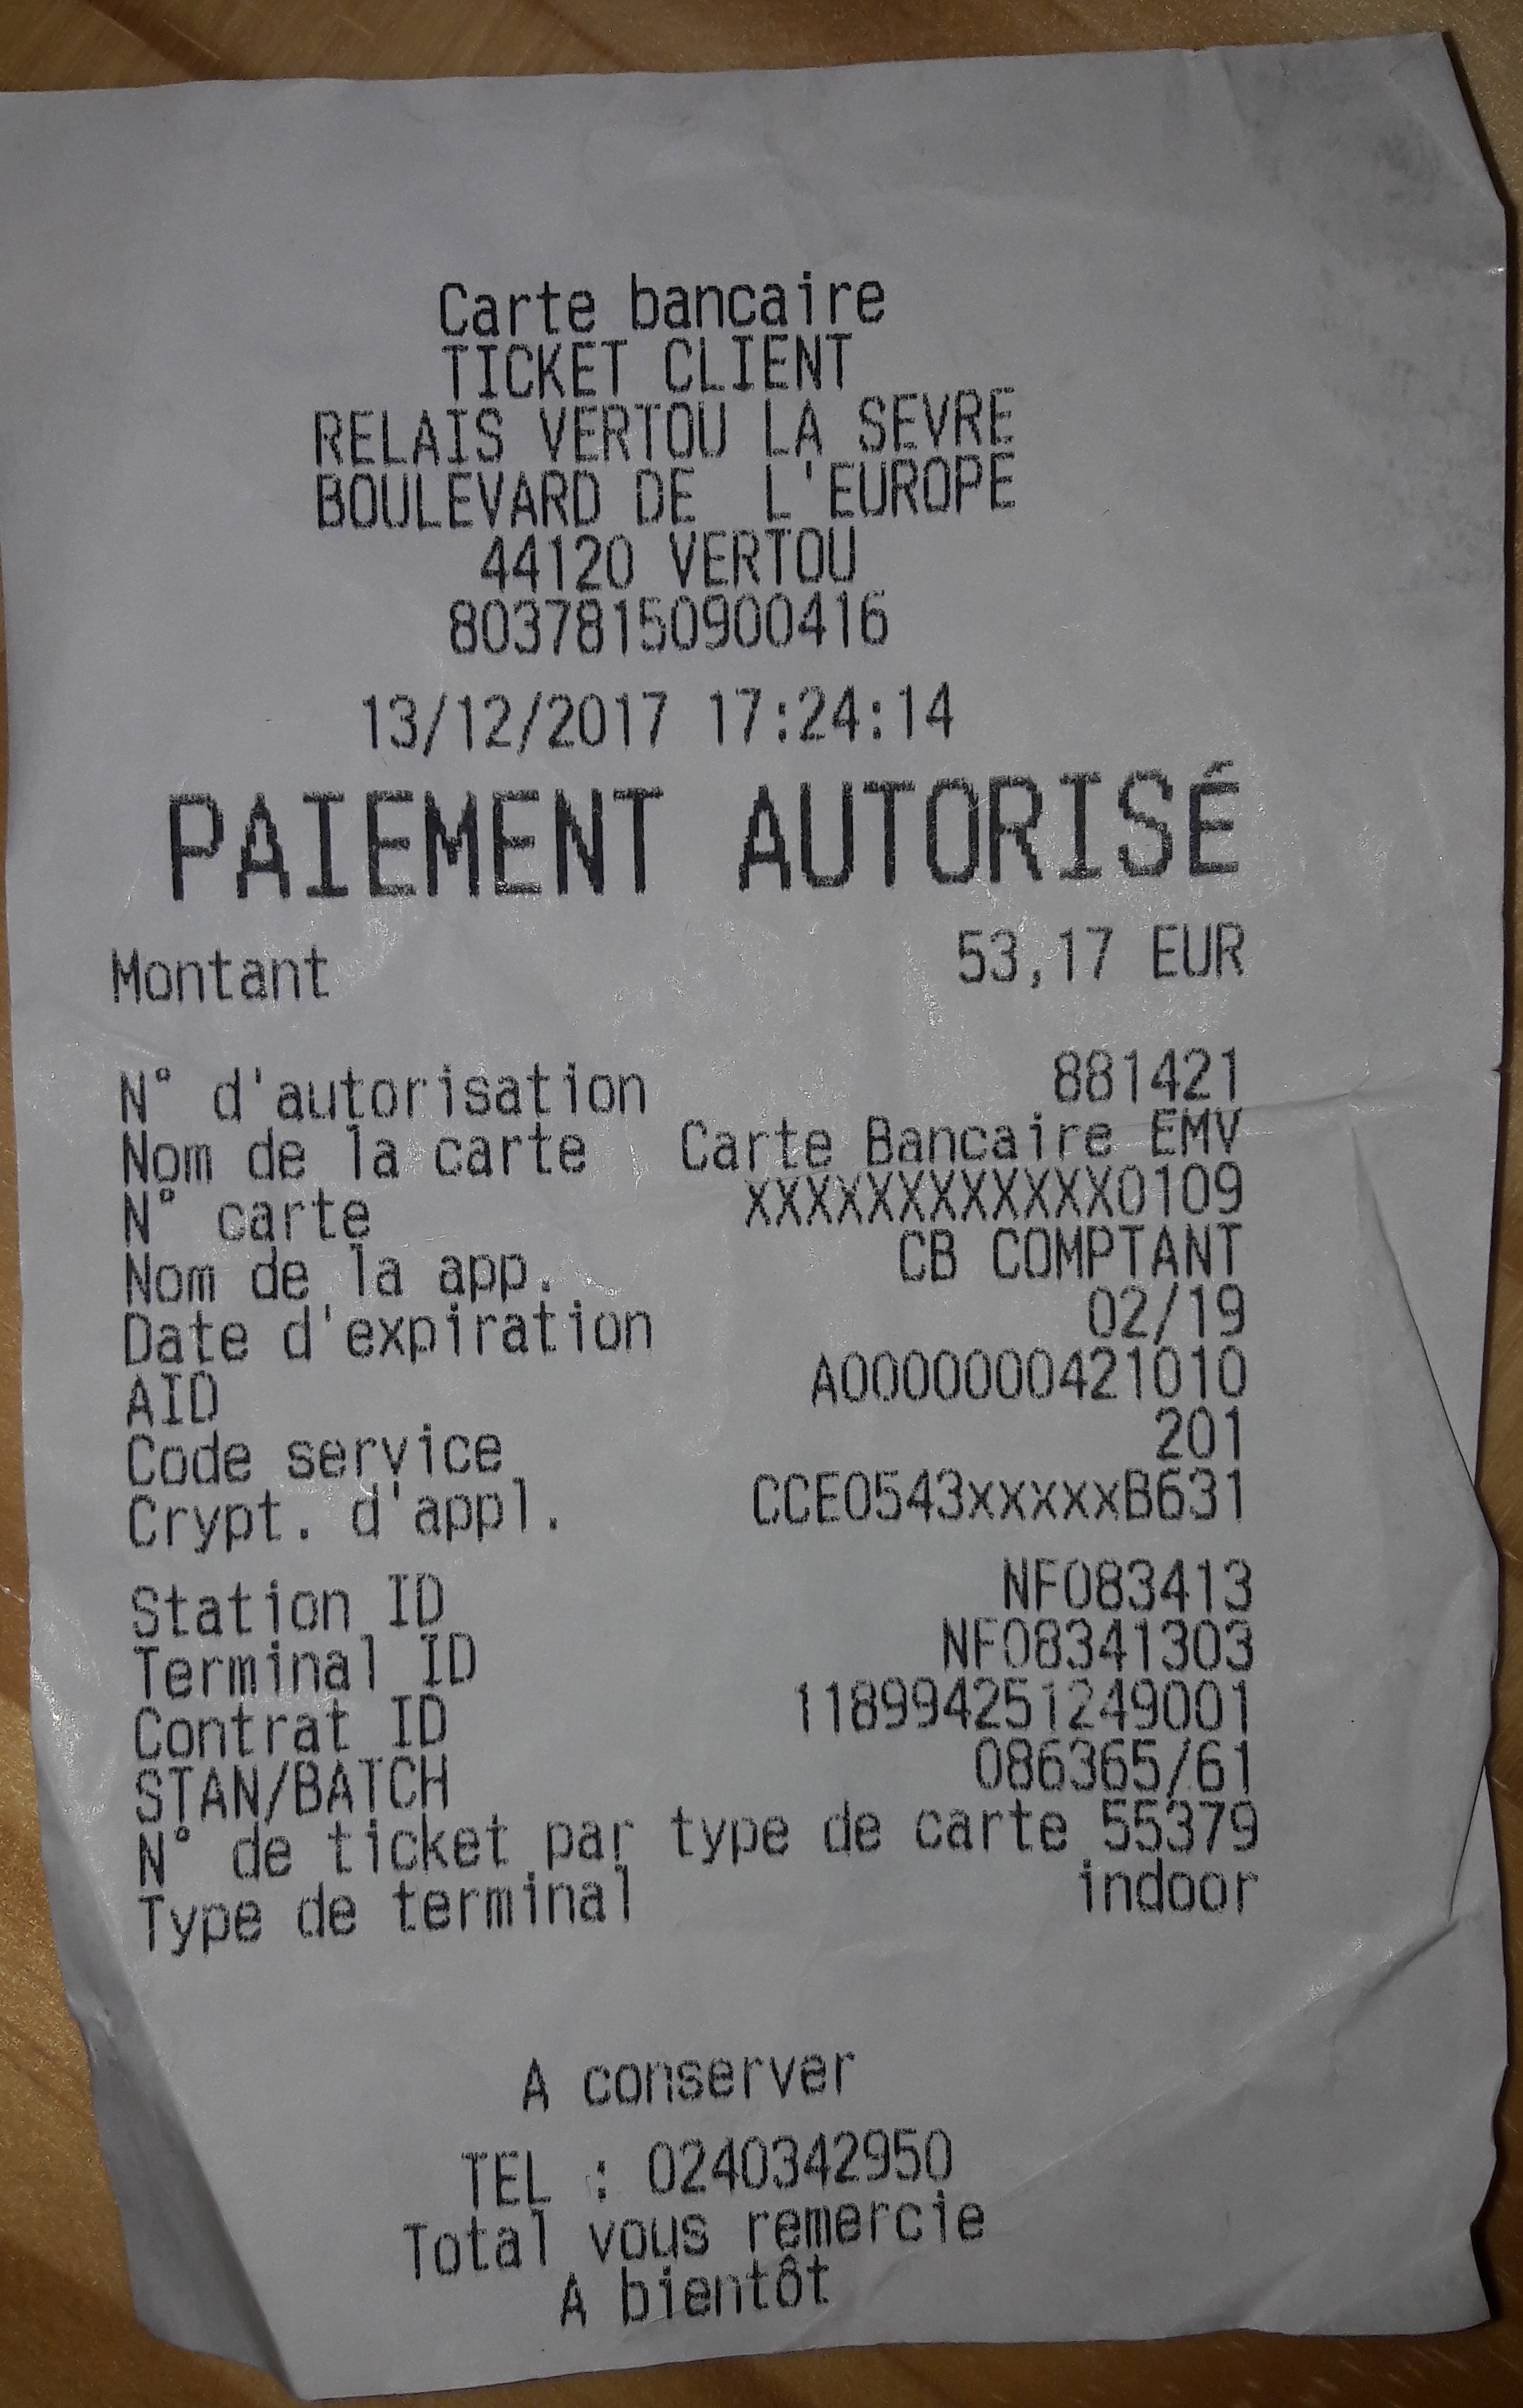 Carte bancaire
TICKET CLIENT
RELAIS VERTOU LA SEVRE
BOULEVARD DE  L'EUROPE
44120 VERTOU
80378150900416
13/12/2017 17:24:14
PAIEMENT AUTORISÉ
Montant 53,17 EUR
N° d'autorisation 881421
Nom de la carte Carte Bancaire EMV
N° carte XXXXXXXXXXXX0109
Nom de la app. CB COMPTANT
Date d'expiration 02/19
AID A0000000421010
Code service 201
Crypt. d'appl. CCE0543xxxxxB631
Station ID NF083413
Terminal ID NF08341303
Contrat ID 118994251249001
STAN/BATCH 086365/61
N° de ticket par type de carte 55379
Type de terminal indoor
A conserver
TEL : 0240342950
Total vous remercie
A bientôt